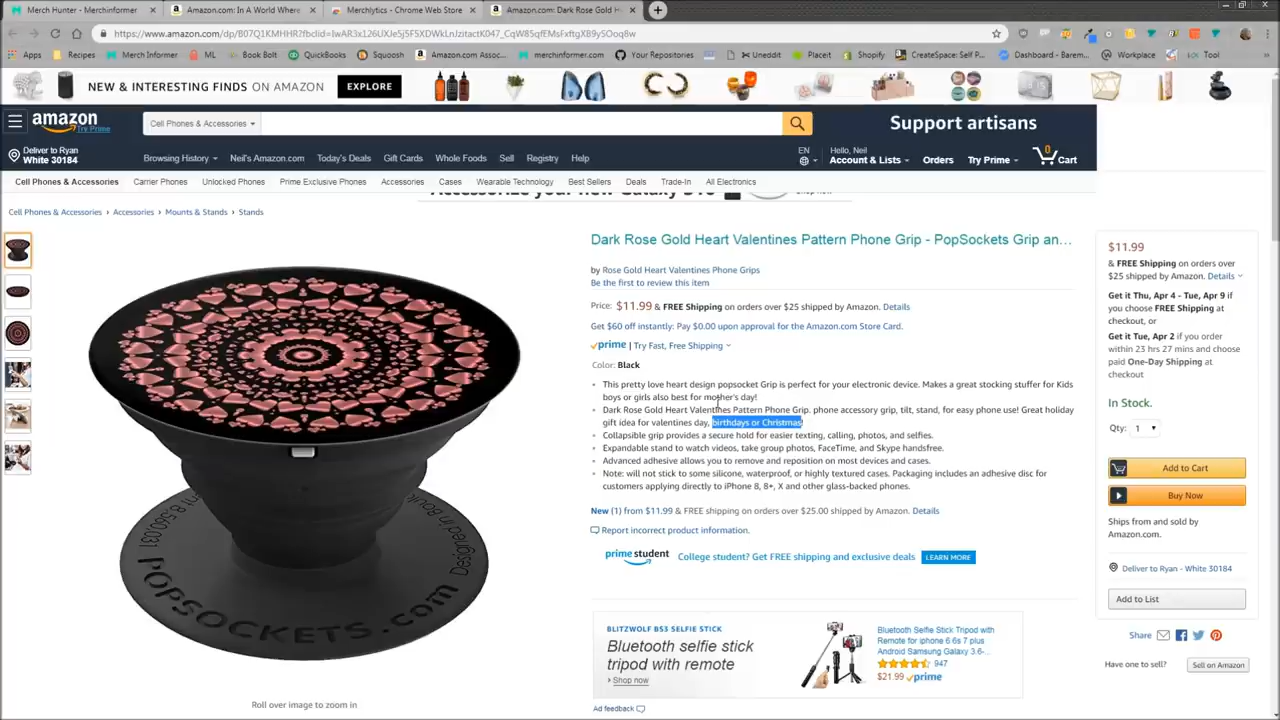 Merch Hunter - Merchinformer
Amazon.com: In A World Where
Merchlytics - Chrome Web Store
Amazon.com: Dark Rose Gold H
Apps
Recipes
Merch Informer
ML
Book Bolt
QuickBooks
Squoosh
Amazon Seller Assoc...
merchinformer.com
Your Repositories
Uneddit
Placeit
Shopify
CreateSpace: Self P
Dashboard - Barem...
Workplace
Tool
NEW & INTERESTING FINDS ON AMAZON
EXPLORE
amazon
Try Prime
Cell Phones & Accessories
Support artisans
Deliver to Ryan
White 30184
Browsing History
Neil's Amazon.com
Today's Deals
Gift Cards
Whole Foods
Sell
Registry
Help
EN
Hello, Neil
Account & Lists
Orders
Try Prime
0
Cart
Cell Phones & Accessories
Carrier Phones
Unlocked Phones
Prime Exclusive Phones
Accessories
Cases
Wearable Technology
Best Sellers
Deals
Trade-In
All Electronics
Cell Phones & Accessories › Accessories › Mounts & Stands › Stands
Dark Rose Gold Heart Valentines Pattern Phone Grip - PopSockets Grip an...
by Rose Gold Heart Valentines Phone Grips
Be the first to review this item
Price: $11.99 & FREE Shipping on orders over $25 shipped by Amazon. Details
Get $60 off instantly: Pay $0.00 upon approval for the Amazon.com Store Card.
prime | Try Fast, Free Shipping
Color: Black
This pretty love heart design popsocket Grip is perfect for your electronic device. Makes a great stocking stuffer for Kids
boys or girls also best for mother's day!
Dark Rose Gold Heart Valentines Pattern Phone Grip. phone accessory grip, tilt, stand, for easy phone use! Great holiday
gift idea for valentines day, birthdays or Christmas
Collapsible grip provides a secure hold for easier texting, calling, photos, and selfies.
Expandable stand to watch videos, take group photos, FaceTime, and Skype handsfree.
Advanced adhesive allows you to remove and reposition on most devices and cases.
Note: will not stick to some silicone, waterproof, or highly textured cases. Packaging includes an adhesive disc for
customers applying directly to iPhone 8, 8+, X and other glass-backed phones.
New (1) from $11.99 & FREE shipping on orders over $25.00 shipped by Amazon. Details
Report incorrect product information.
prime student
College student? Get FREE shipping and exclusive deals
LEARN MORE
BLITZWOLF BS3 SELFIE STICK
Bluetooth selfie stick
tripod with remote
› Shop now
Bluetooth Selfie Stick Tripod with
Remote for iphone 6 6s 7 plus
Android Samsung Galaxy 3.6-...
947
$21.99 prime
Ad feedback
POPSOCKETS.com
Roll over image to zoom in
$11.99
& FREE Shipping on orders over
$25 shipped by Amazon. Details
Get it Thu, Apr 4 - Tue, Apr 9 if
you choose FREE Shipping at
checkout, or
Get it Tue, Apr 2 if you order
within 23 hrs 27 mins and choose
paid One-Day Shipping at
checkout
In Stock.
Qty: 1
Add to Cart
Buy Now
Ships from and sold by
Amazon.com.
Deliver to Ryan - White 30184
Add to List
Share
Have one to sell?
Sell on Amazon